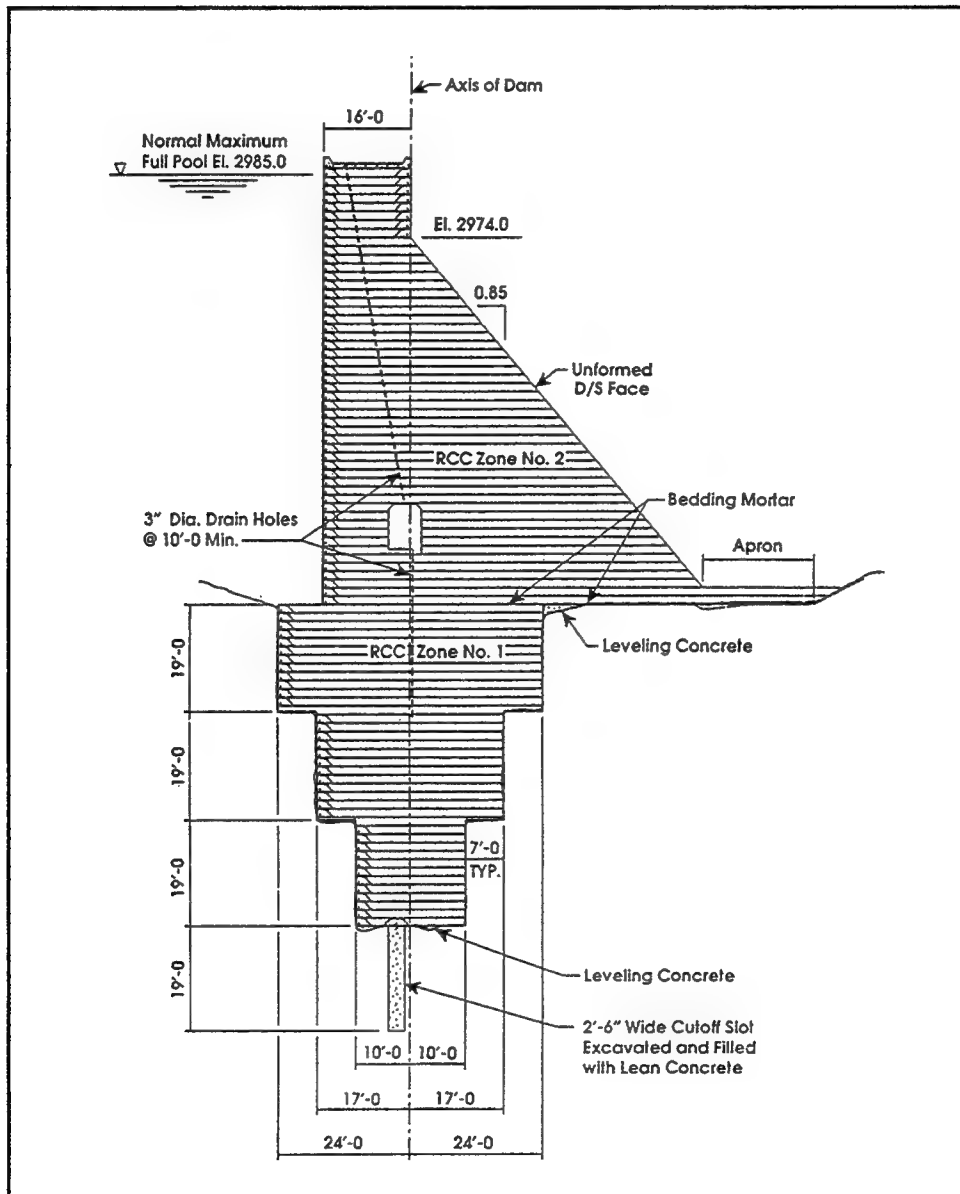 Axis of Dam
16'-0
Normal Maximum
Full Pool El. 2985.0
El. 2974.0
0.85
Unformed
D/S Face
RCC Zone No. 2
Bedding Mortar
3" Dia. Drain Holes
@ 10'-0 Min.
Apron
Leveling Concrete
19'-0
RCC Zone No. 1
19'-0
19'-0
7'-0
TYP.
19'-0
Leveling Concrete
2'-6" Wide Cutoff Slot
Excavated and Filled
with Lean Concrete
10'-0 10'-0
17'-0 17'-0
24'-0 24'-0